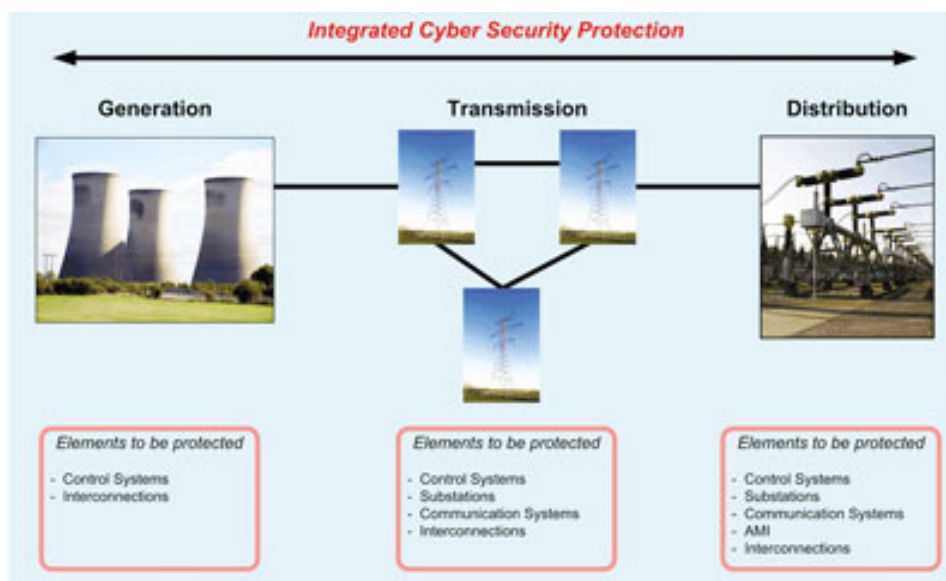 Integrated Cyber Security Protection
Generation
Transmission
Distribution
Elements to be protected
- Control Systems
- Interconnections
Elements to be protected
- Control Systems
- Substations
- Communication Systems
- Interconnections
Elements to be protected
- Control Systems
- Substations
- Communication Systems
- AMI
- Interconnections